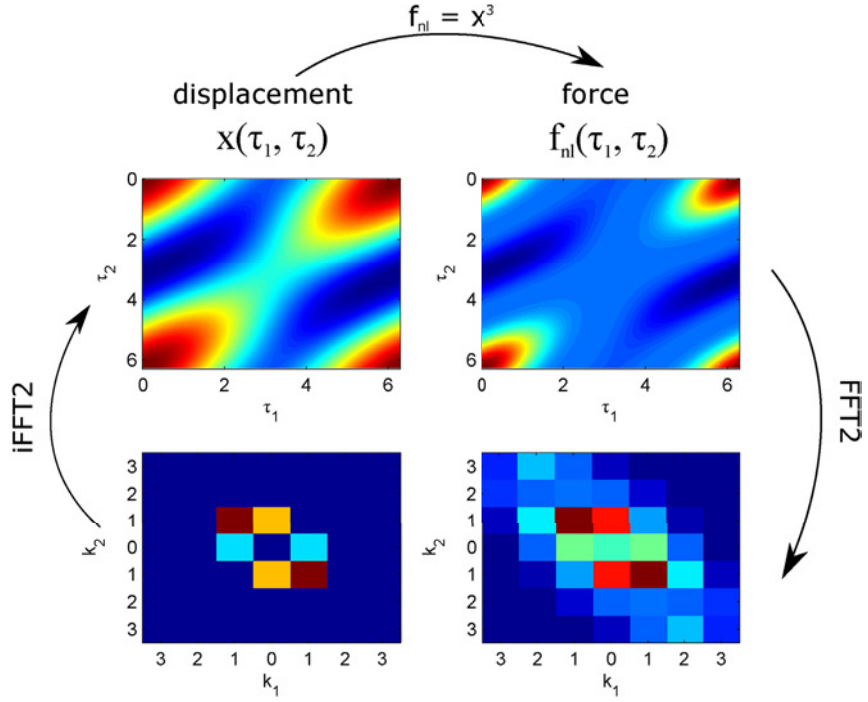 f_nl = x³
displacement
force
x(τ₁, τ₂)
f_nl(τ₁, τ₂)
0
2
4
6
τ₂
0 2 4 6
τ₁
0
2
4
6
τ₂
0 2 4 6
τ₁
iFFT2
FFT2
3
2
1
0
1
2
3
k₂
3 2 1 0 1 2 3
k₁
3
2
1
0
1
2
3
k₂
3 2 1 0 1 2 3
k₁